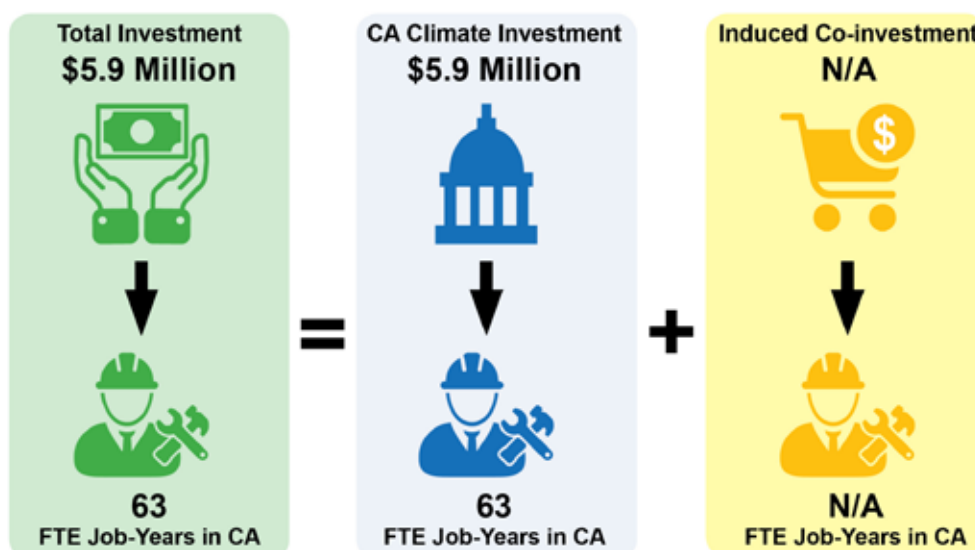 Total Investment
$5.9 Million
63
FTE Job-Years in CA
=
CA Climate Investment
$5.9 Million
63
FTE Job-Years in CA
+
Induced Co-investment
N/A
$
N/A
FTE Job-Years in CA